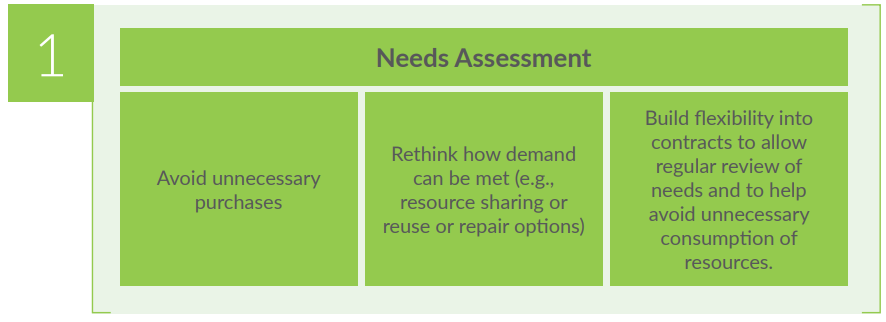 1
Needs Assessment
Avoid unnecessary
purchases
Rethink how demand
can be met (e.g.,
resource sharing or
reuse or repair options)
Build flexibility into
contracts to allow
regular review of
needs and to help
avoid unnecessary
consumption of
resources.